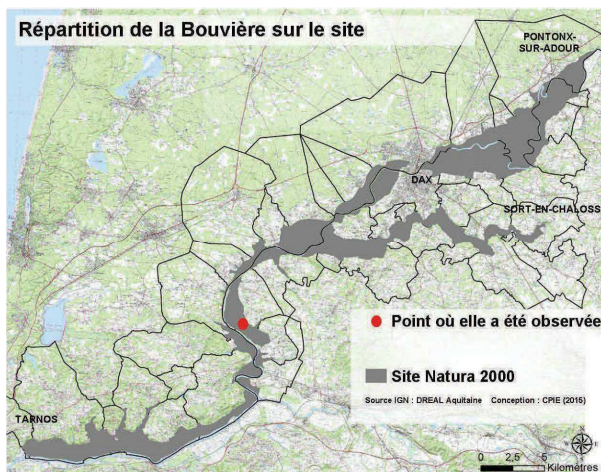 Répartition de la Bouvière sur le site
PONTONX-
SUR-ADOUR
DAX
SORT-EN-CHALOSS
Point où elle a été observée
Site Natura 2000
Source IGN : DREAL Aquitaine Conception : CPIE (2015)
TARNOS
0 2,5 5
Kilomètres